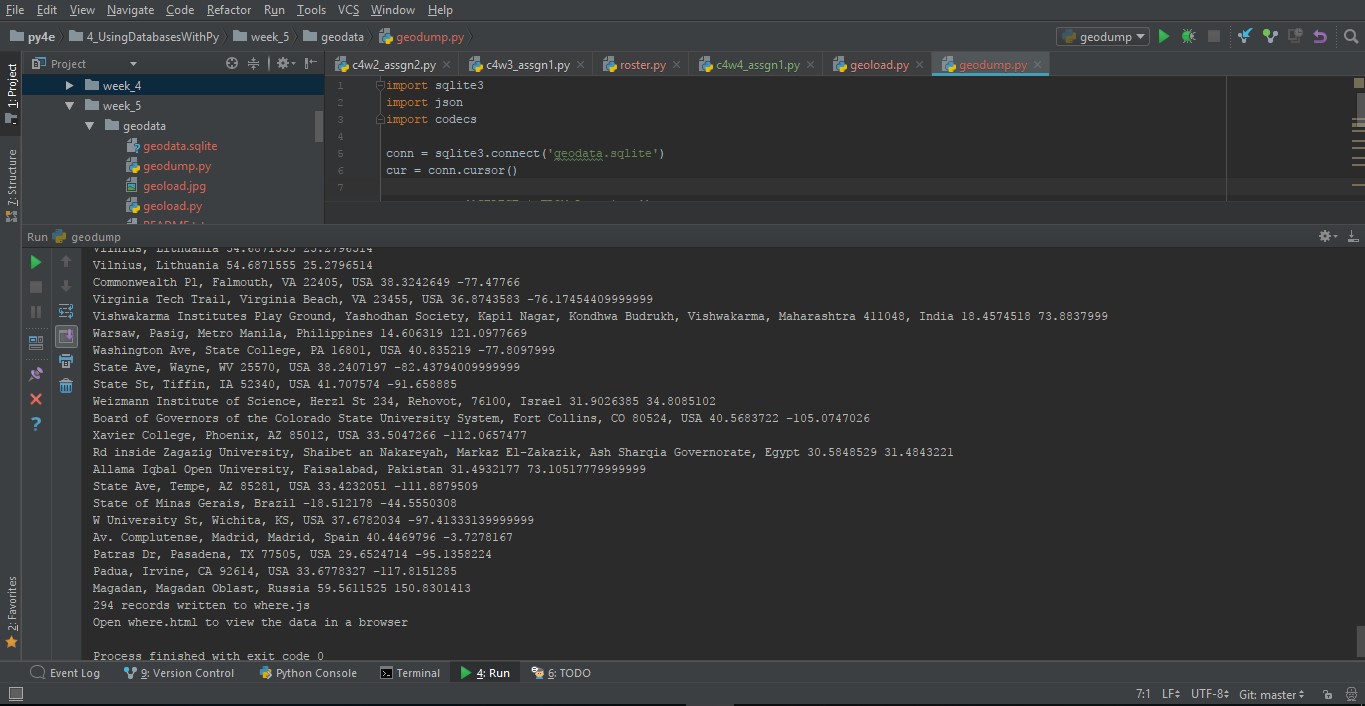 File Edit View Navigate Code Refactor Run Tools VCS Window Help
py4e 4_UsingDatabasesWithPy week_5 geodata geodump.py geodump
Project c4w2_assgn2.py c4w3_assgn1.py roster.py c4w4_assgn1.py geoload.py geodump.py
1: Project
7: Structure
2: Favorites
week_4
week_5
geodata
geodata.sqlite
geodump.py
geoload.jpg
geoload.py
1 import sqlite3
2 import json
3 import codecs
4
5 conn = sqlite3.connect('geodata.sqlite')
6 cur = conn.cursor()
7
Run geodump
Vilnius, Lithuania 54.6871555 25.2796514
Vilnius, Lithuania 54.6871555 25.2796514
Commonwealth Pl, Falmouth, VA 22405, USA 38.3242649 -77.47766
Virginia Tech Trail, Virginia Beach, VA 23455, USA 36.8743583 -76.17454409999999
Vishwakarma Institutes Play Ground, Yashodhan Society, Kapil Nagar, Kondhwa Budrukh, Vishwakarma, Maharashtra 411048, India 18.4574518 73.8837999
Warsaw, Pasig, Metro Manila, Philippines 14.606319 121.0977669
Washington Ave, State College, PA 16801, USA 40.835219 -77.8097999
State Ave, Wayne, WV 25570, USA 38.2407197 -82.43794009999999
State St, Tiffin, IA 52340, USA 41.707574 -91.658885
Weizmann Institute of Science, Herzl St 234, Rehovot, 76100, Israel 31.9026385 34.8085102
Board of Governors of the Colorado State University System, Fort Collins, CO 80524, USA 40.5683722 -105.0747026
Xavier College, Phoenix, AZ 85012, USA 33.5047266 -112.0657477
Rd inside Zagazig University, Shaibet an Nakareyah, Markaz El-Zakazik, Ash Sharqia Governorate, Egypt 30.5848529 31.4843221
Allama Iqbal Open University, Faisalabad, Pakistan 31.4932177 73.10517779999999
State Ave, Tempe, AZ 85281, USA 33.4232051 -111.8879509
State of Minas Gerais, Brazil -18.512178 -44.5550308
W University St, Wichita, KS, USA 37.6782034 -97.41333139999999
Av. Complutense, Madrid, Madrid, Spain 40.4469796 -3.7278167
Patras Dr, Pasadena, TX 77505, USA 29.6524714 -95.1358224
Padua, Irvine, CA 92614, USA 33.6778327 -117.8151285
Magadan, Magadan Oblast, Russia 59.5611525 150.8301413
294 records written to where.js
Open where.html to view the data in a browser
Process finished with exit code 0
Event Log 9: Version Control Python Console Terminal 4: Run 6: TODO
7:1 LF UTF-8 Git: master